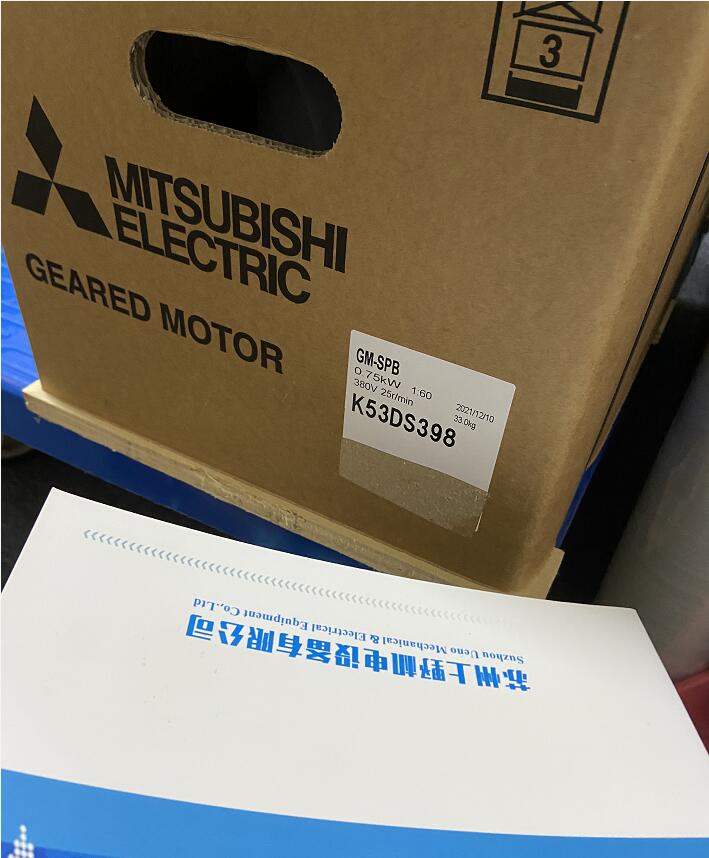 3
MITSUBISHI
ELECTRIC
GEARED MOTOR
GM-SPB
0.75kW 1:60
380V 25r/min
2021/12/10
33.0kg
K53DS398
苏州上野机电设备有限公司
Suzhou Ueno Mechanical & Electrical Equipment Co.,Ltd